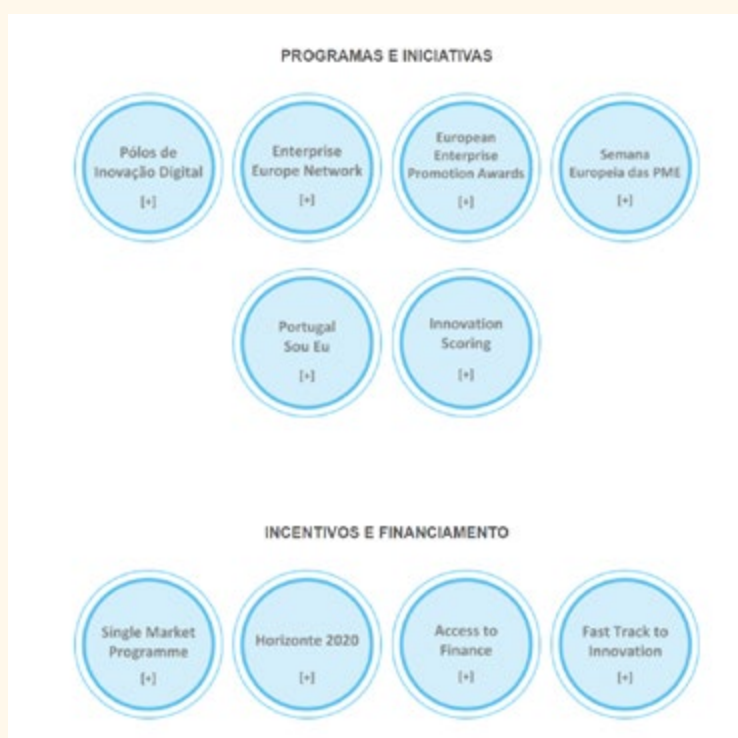 PROGRAMAS E INICIATIVAS
Pólos de
Inovação Digital
[+]
Enterprise
Europe Network
[+]
European
Enterprise
Promotion Awards
[+]
Semana
Europeia das PME
[+]
Portugal
Sou Eu
[+]
Innovation
Scoring
[+]
INCENTIVOS E FINANCIAMENTO
Single Market
Programme
[+]
Horizonte 2020
[+]
Access to
Finance
[+]
Fast Track to
Innovation
[+]